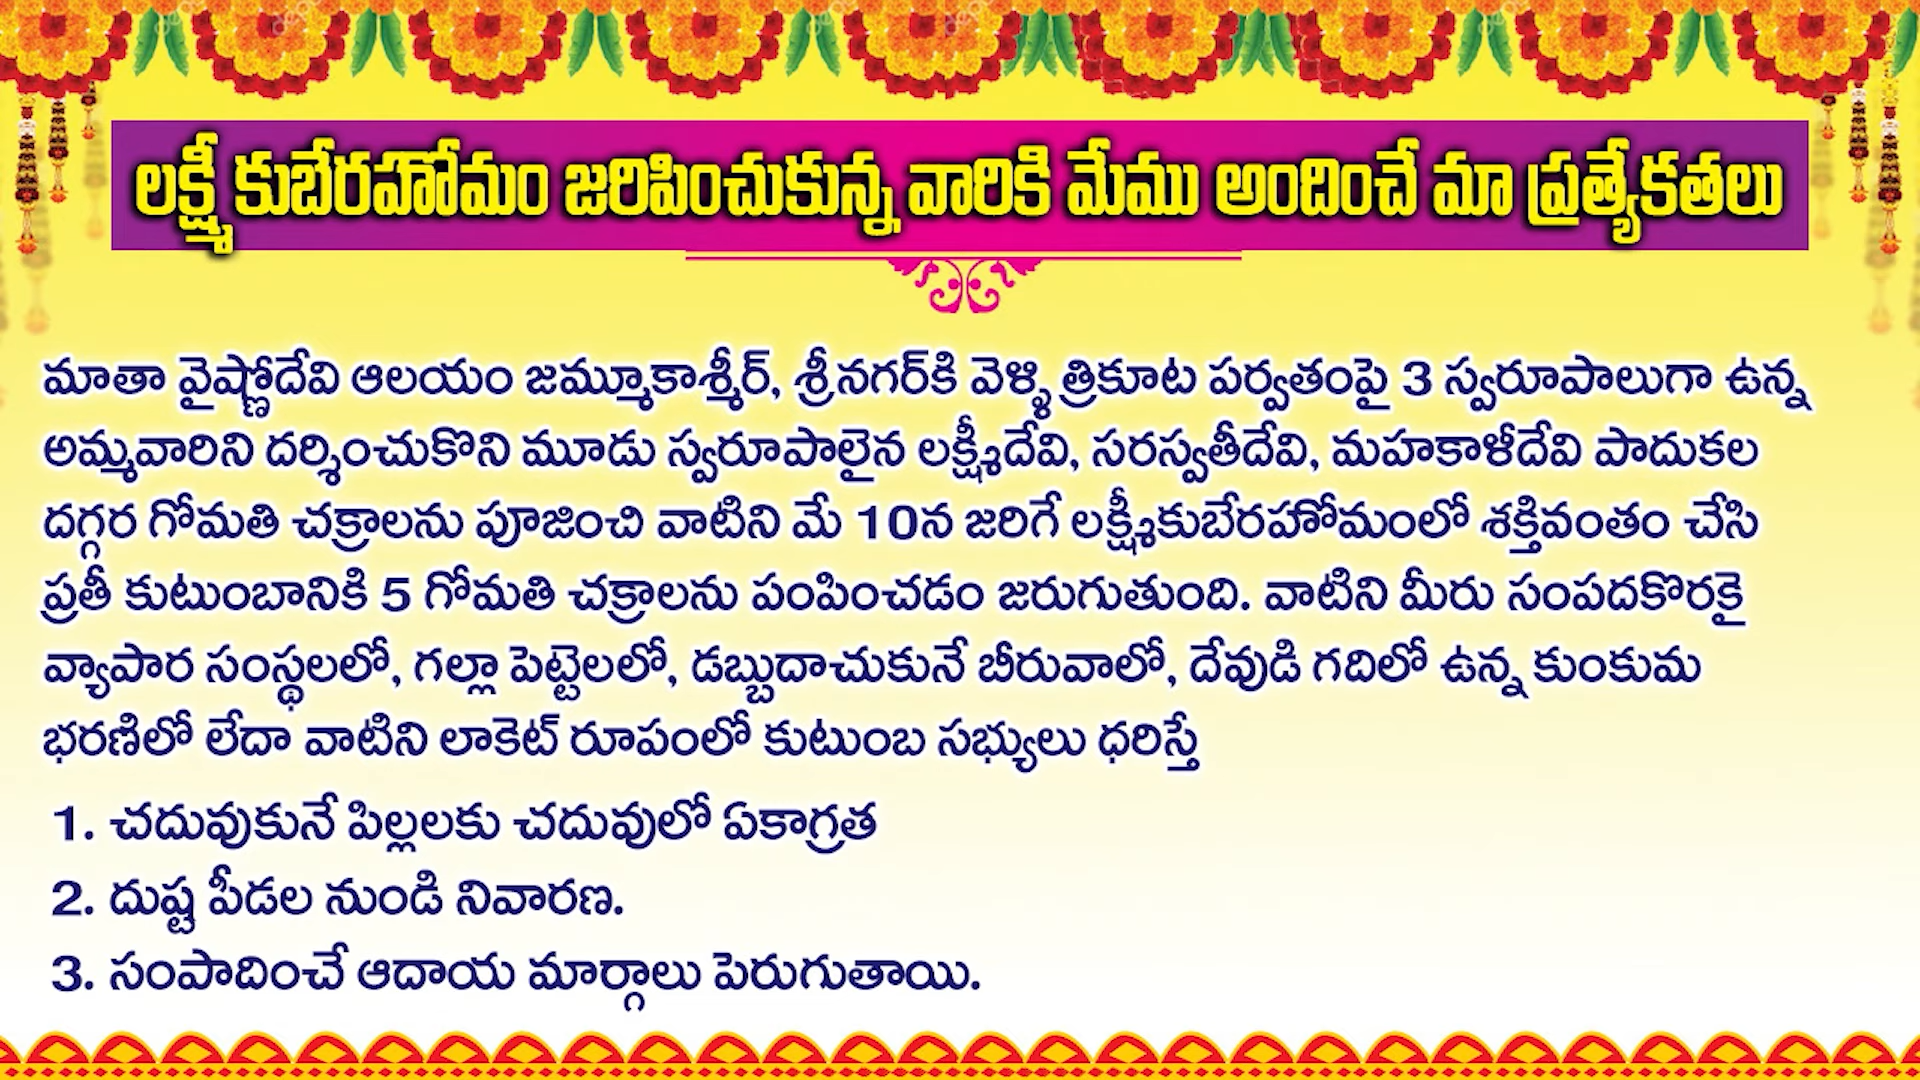 లక్ష్మీ కుబేరహోమం జరిపించుకున్న వారికి మేము అందించే మా ప్రత్యేకతలు
మాతా వైష్ణోదేవి ఆలయం జమ్మూకాశ్మీర్, శ్రీనగర్‌కి వెళ్ళి త్రికూట పర్వతంపై 3 స్వరూపాలుగా ఉన్న
అమ్మవారిని దర్శించుకొని మూడు స్వరూపాలైన లక్ష్మీదేవి, సరస్వతీదేవి, మహకాళీదేవి పాదుకల
దగ్గర గోమతి చక్రాలను పూజించి వాటిని మే 10న జరిగే లక్ష్మీకుబేరహోమంలో శక్తివంతం చేసి
ప్రతీ కుటుంబానికి 5 గోమతి చక్రాలను పంపించడం జరుగుతుంది. వాటిని మీరు సంపదకొరకై
వ్యాపార సంస్థలలో, గల్లా పెట్టెలలో, డబ్బుదాచుకునే బీరువాలో, దేవుడి గదిలో ఉన్న కుంకుమ
భరణిలో లేదా వాటిని లాకెట్ రూపంలో కుటుంబ సభ్యులు ధరిస్తే
1. చదువుకునే పిల్లలకు చదువులో ఏకాగ్రత
2. దుష్ట పీడల నుండి నివారణ.
3. సంపాదించే ఆదాయ మార్గాలు పెరుగుతాయి.